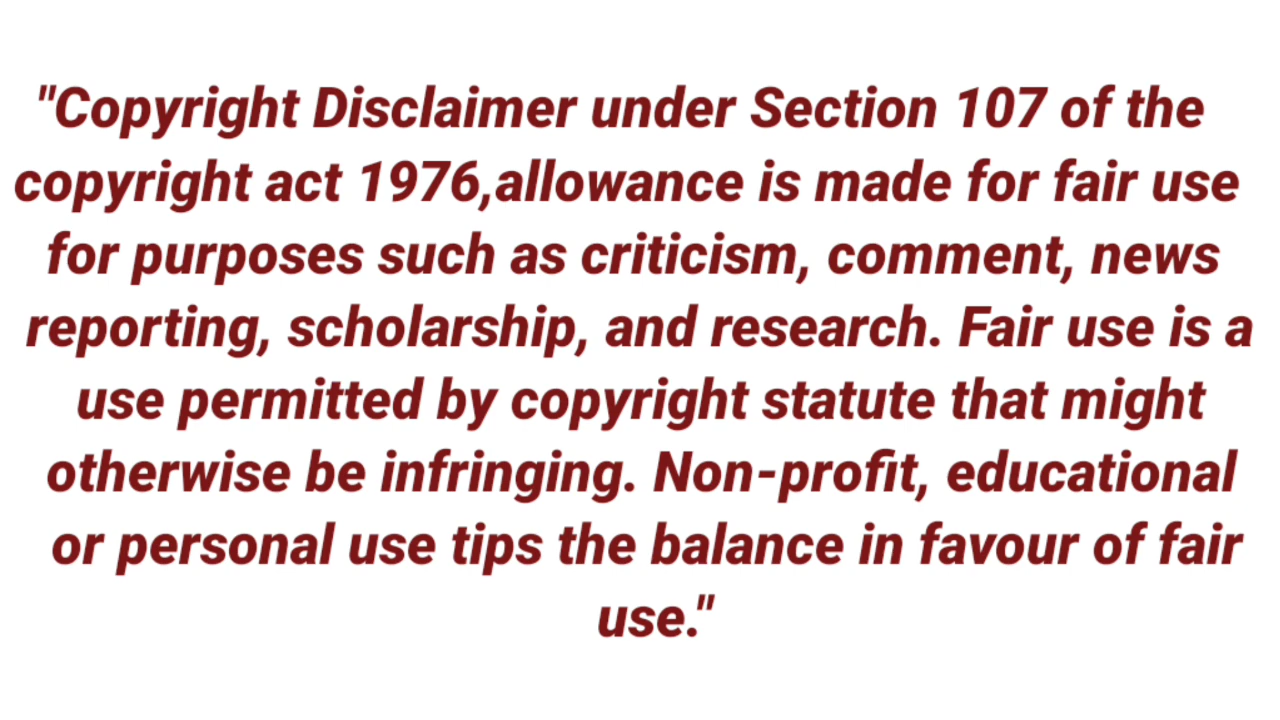 "Copyright Disclaimer under Section 107 of the
copyright act 1976,allowance is made for fair use
for purposes such as criticism, comment, news
reporting, scholarship, and research. Fair use is a
use permitted by copyright statute that might
otherwise be infringing. Non-profit, educational
or personal use tips the balance in favour of fair
use."